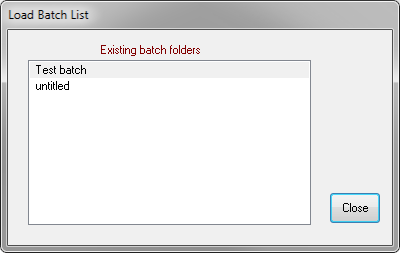 Load Batch List
Existing batch folders
Test batch
untitled
Close